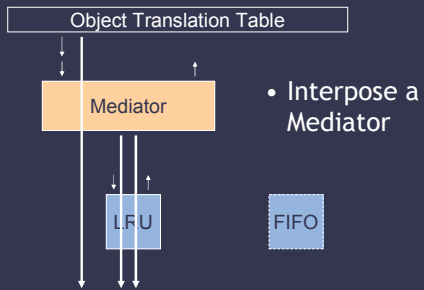 Object Translation Table
Mediator
• Interpose a
Mediator
LRU
FIFO